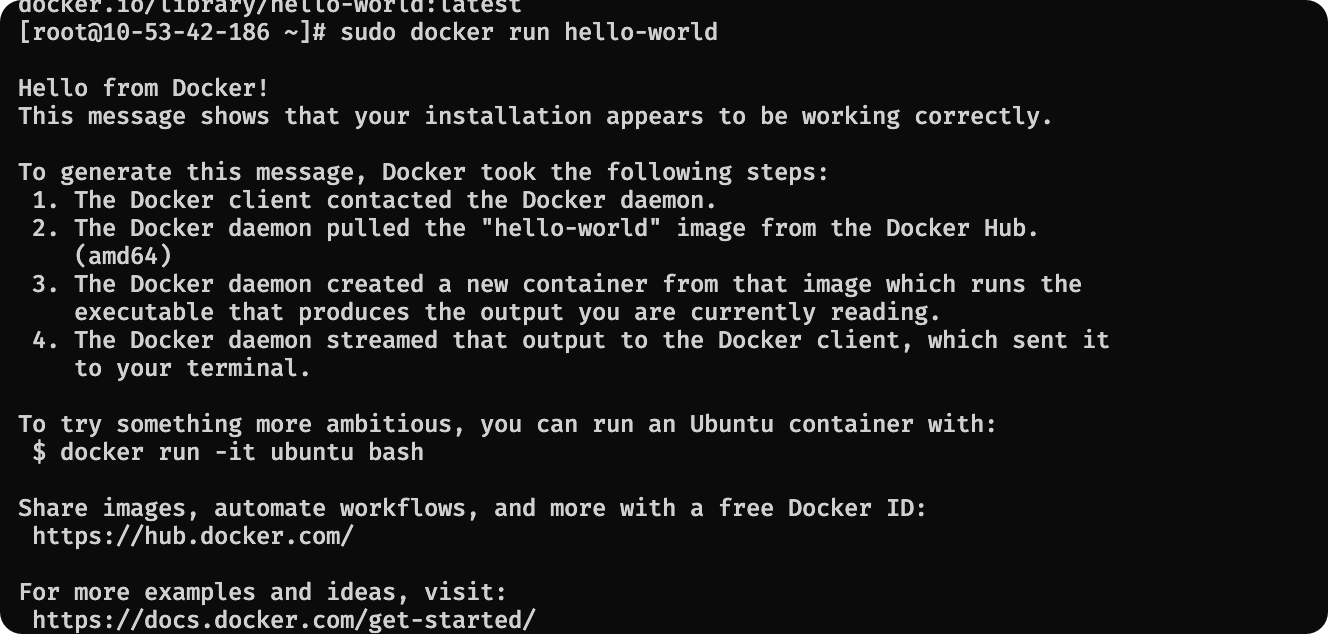 docker.io/library/hello-world:latest
[root@10-53-42-186 ~]# sudo docker run hello-world

Hello from Docker!
This message shows that your installation appears to be working correctly.

To generate this message, Docker took the following steps:
 1. The Docker client contacted the Docker daemon.
 2. The Docker daemon pulled the "hello-world" image from the Docker Hub.
    (amd64)
 3. The Docker daemon created a new container from that image which runs the
    executable that produces the output you are currently reading.
 4. The Docker daemon streamed that output to the Docker client, which sent it
    to your terminal.

To try something more ambitious, you can run an Ubuntu container with:
 $ docker run -it ubuntu bash

Share images, automate workflows, and more with a free Docker ID:
 https://hub.docker.com/

For more examples and ideas, visit:
 https://docs.docker.com/get-started/